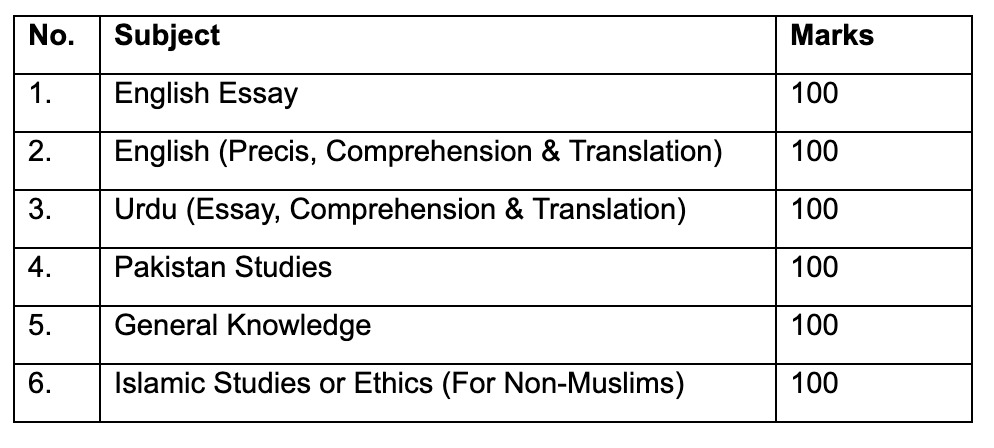 No. Subject Marks
1. English Essay 100
2. English (Precis, Comprehension & Translation) 100
3. Urdu (Essay, Comprehension & Translation) 100
4. Pakistan Studies 100
5. General Knowledge 100
6. Islamic Studies or Ethics (For Non-Muslims) 100